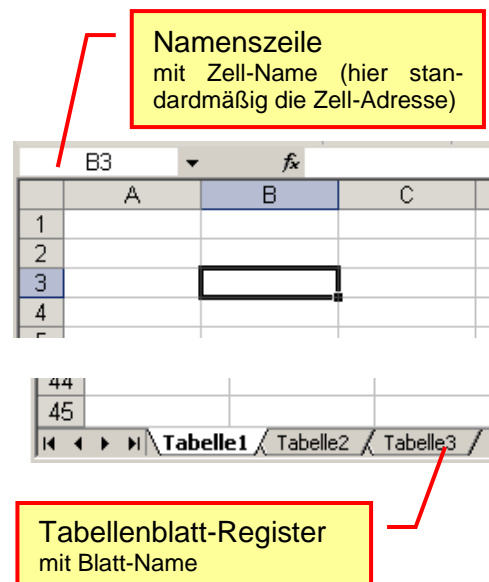 Namenszeile
mit Zell-Name (hier stan-
dardmäßig die Zell-Adresse)
B3 fx
A B C
1
2
3
4
44
45
Tabelle1 Tabelle2 Tabelle3
Tabellenblatt-Register
mit Blatt-Name